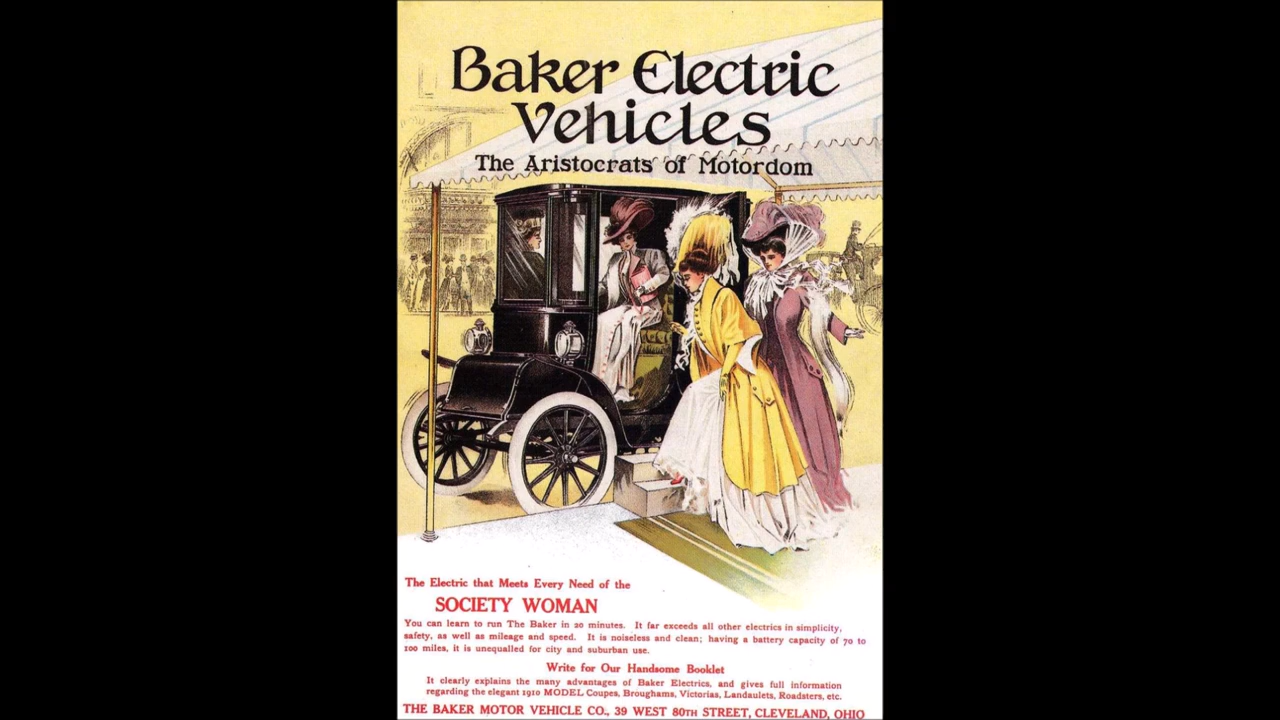 Baker Electric
Vehicles
The Aristocrats of Motordom
The Electric that Meets Every Need of the
SOCIETY WOMAN
You can learn to run The Baker in 20 minutes. It far exceeds all other electrics in simplicity,
safety, as well as mileage and speed. It is noiseless and clean; having a battery capacity of 70 to
100 miles, it is unequalled for city and suburban use.
Write for Our Handsome Booklet
It clearly explains the many advantages of Baker Electrics, and gives full information
regarding the elegant 1910 MODEL Coupes, Broughams, Victorias, Landaulets, Roadsters, etc.
THE BAKER MOTOR VEHICLE CO., 39 WEST 80TH STREET, CLEVELAND, OHIO